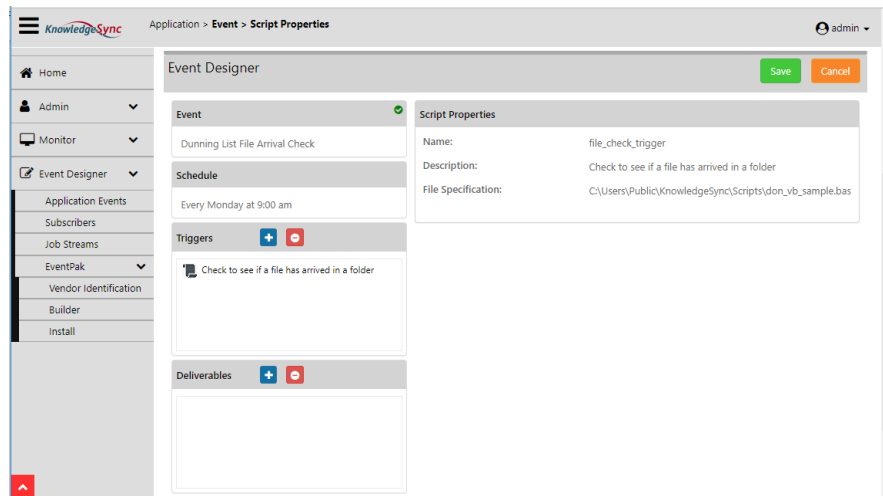 KnowledgeSync
Application > Event > Script Properties
admin
Home
Admin
Monitor
Event Designer
Application Events
Subscribers
Job Streams
EventPak
Vendor Identification
Builder
Install
Event Designer
Save
Cancel
Event
Dunning List File Arrival Check
Schedule
Every Monday at 9:00 am
Triggers
Check to see if a file has arrived in a folder
Deliverables
Script Properties
Name: file_check_trigger
Description: Check to see if a file has arrived in a folder
File Specification: C:\Users\Public\KnowledgeSync\Scripts\don_vb_sample.bas